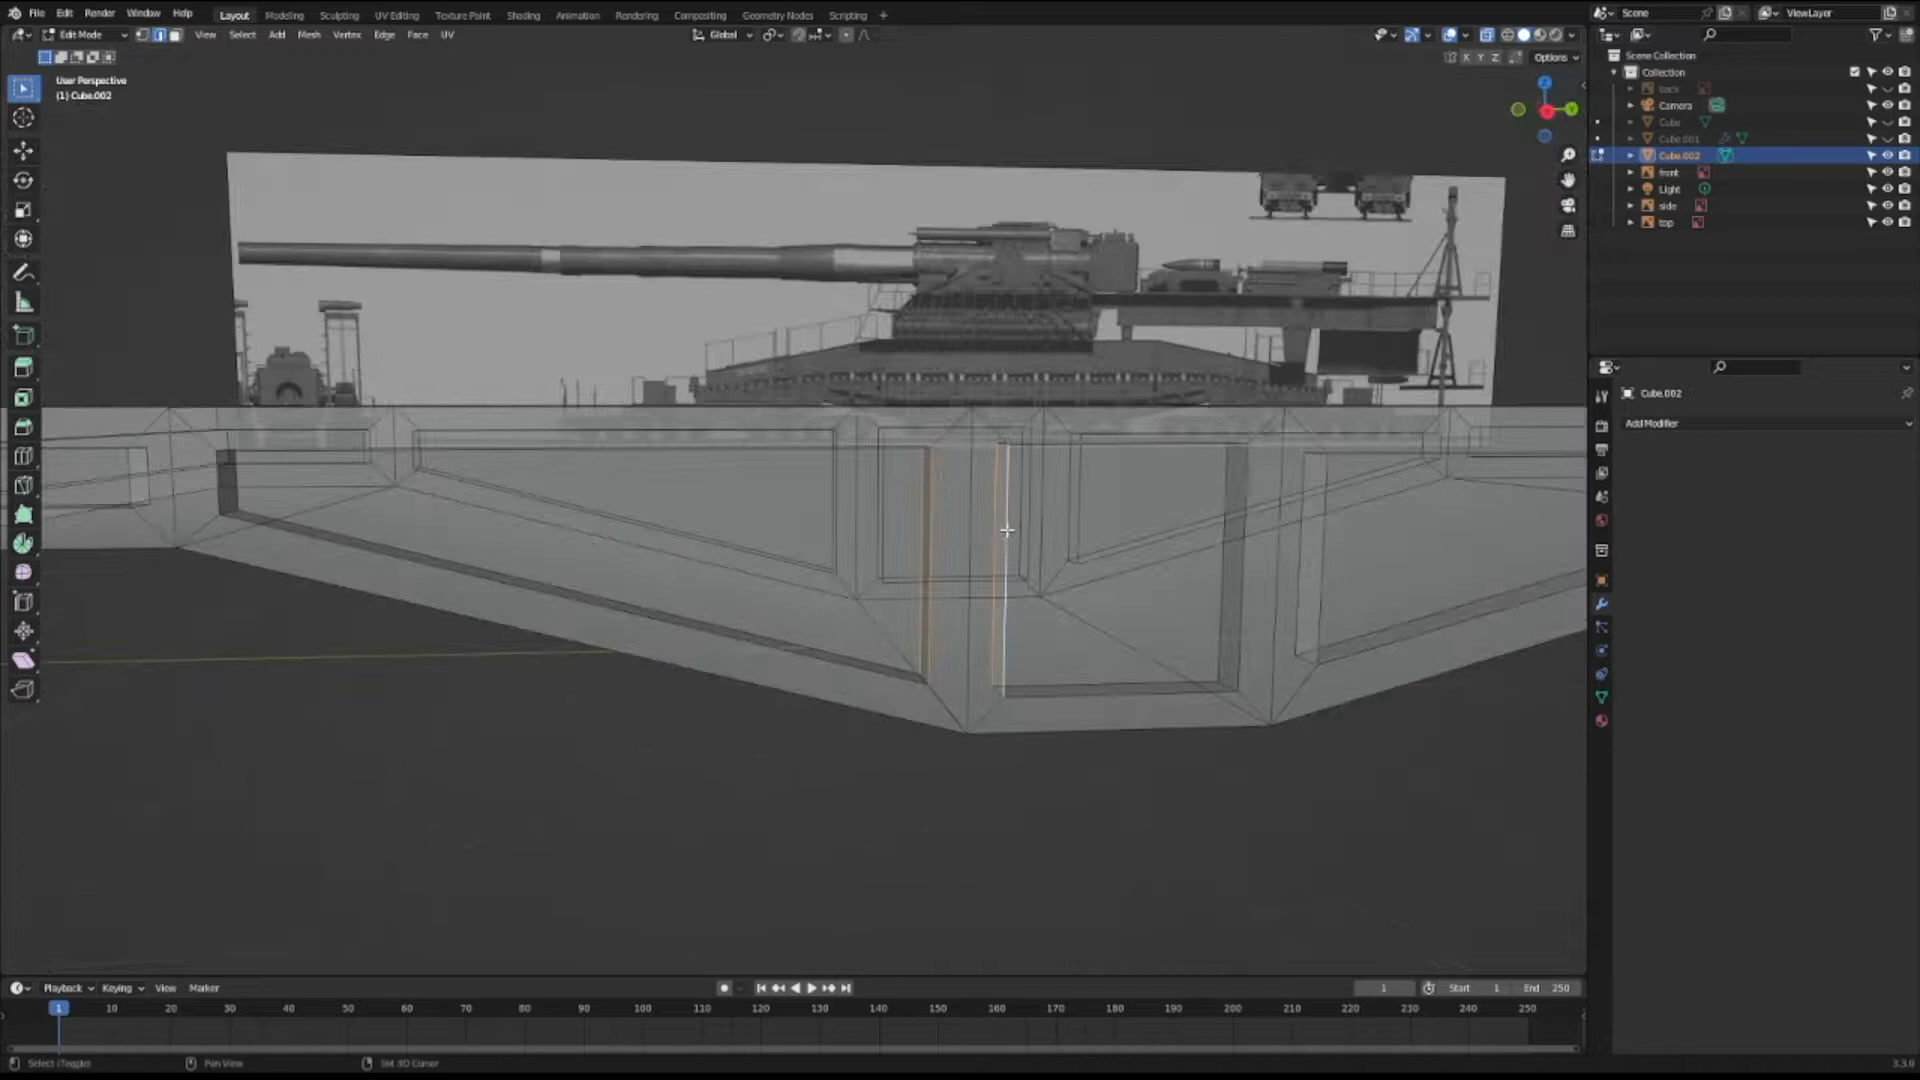 File Edit Render Window Help Layout Modeling Sculpting UV Editing Texture Paint Shading Animation Rendering Compositing Geometry Nodes Scripting + Scene ViewLayer
Edit Mode View Select Add Mesh Vertex Edge Face UV Global
X Y Z Options
User Perspective
(1) Cube.002
Scene Collection
Collection
back
Camera
Cube
Cube.001
Cube.002
front
Light
side
top
Cube.002
Add Modifier
Playback Keying View Marker 1 Start 1 End 250
1 10 20 30 40 50 60 70 80 90 100 110 120 130 140 150 160 170 180 190 200 210 220 230 240 250
Select (Toggle) Pan View Set 3D Cursor 3.3.0